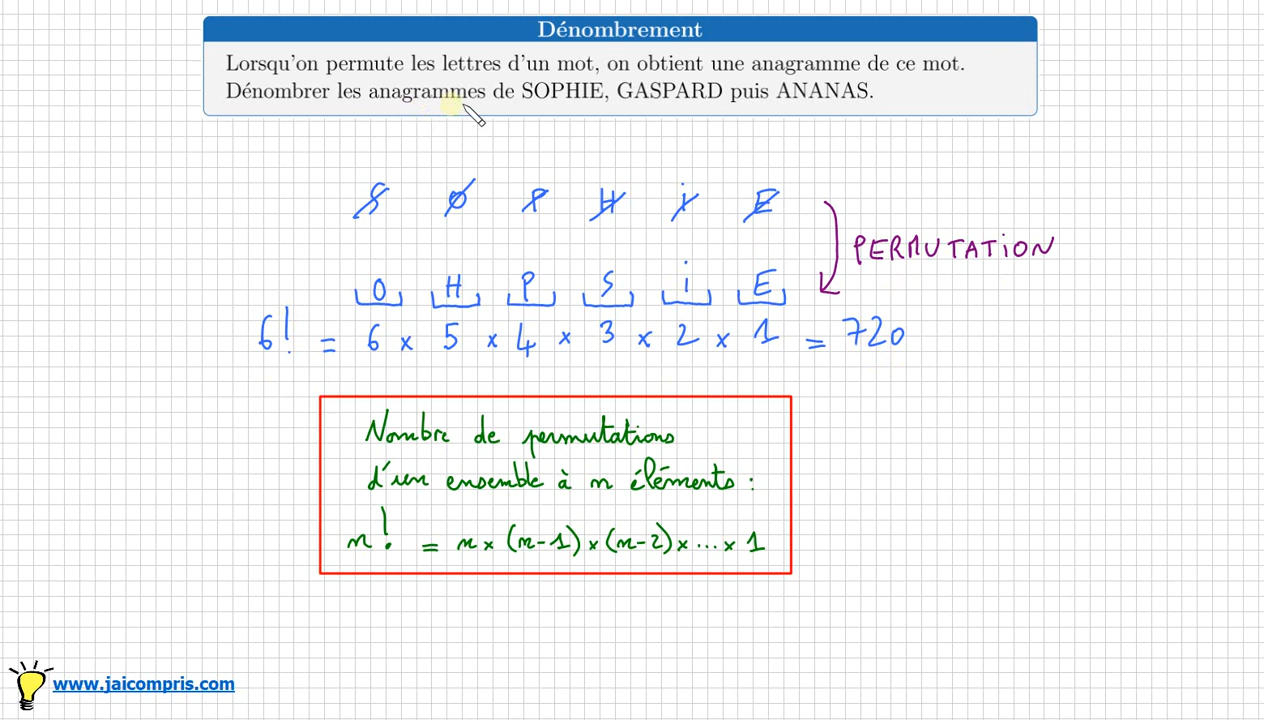 Dénombrement
Lorsqu'on permute les lettres d'un mot, on obtient une anagramme de ce mot.
Dénombrer les anagrammes de SOPHIE, GASPARD puis ANANAS.
S O P H i E
PERMUTATION
O H P S i E
6! = 6 × 5 × 4 × 3 × 2 × 1 = 720
Nombre de permutations
d'un ensemble à n éléments :
n! = n × (n-1) × (n-2) × ... × 1
www.jaicompris.com